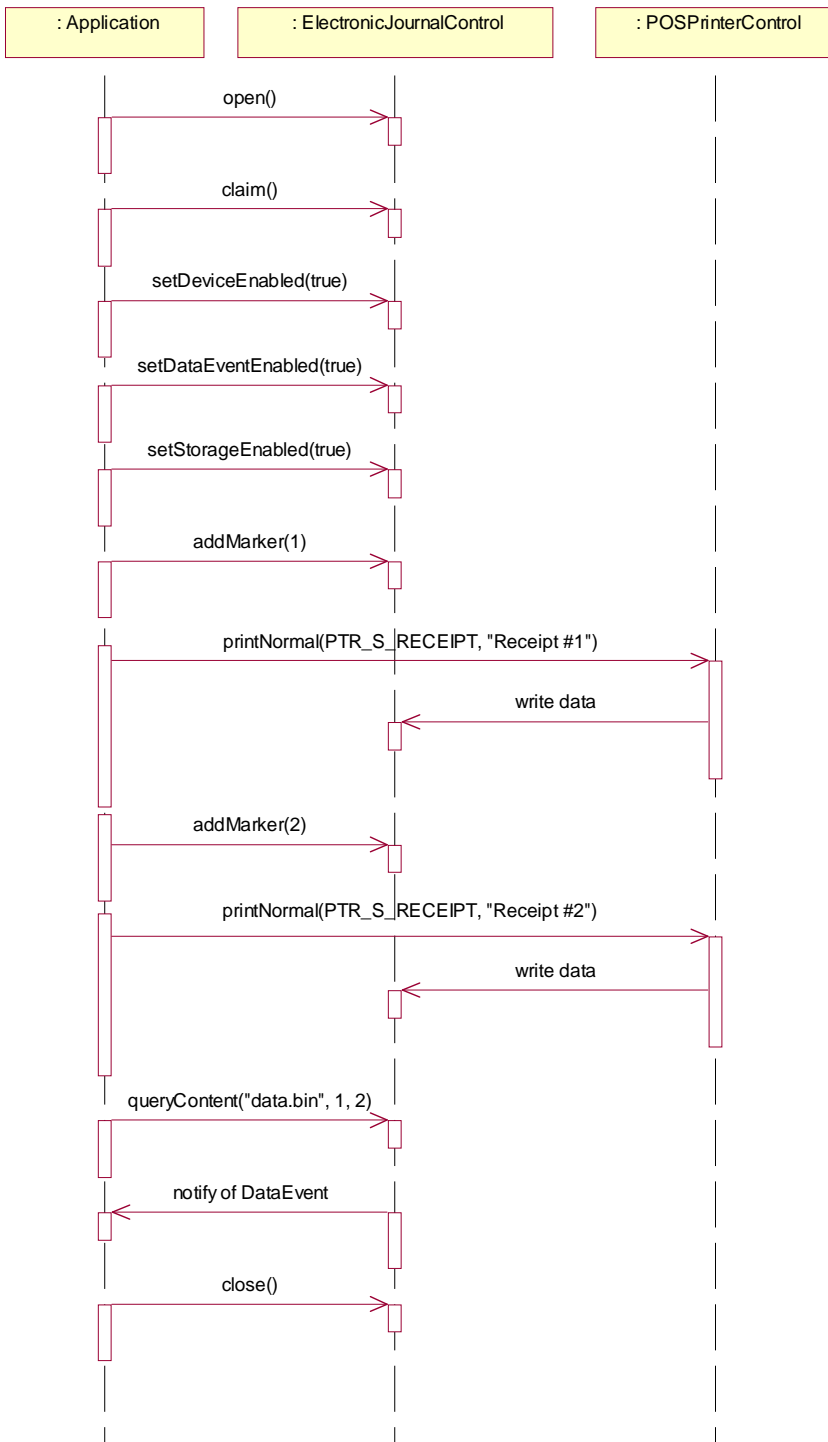 : Application
: ElectronicJournalControl
: POSPrinterControl
open()
claim()
setDeviceEnabled(true)
setDataEventEnabled(true)
setStorageEnabled(true)
addMarker(1)
printNormal(PTR_S_RECEIPT, "Receipt #1")
write data
addMarker(2)
printNormal(PTR_S_RECEIPT, "Receipt #2")
write data
queryContent("data.bin", 1, 2)
notify of DataEvent
close()